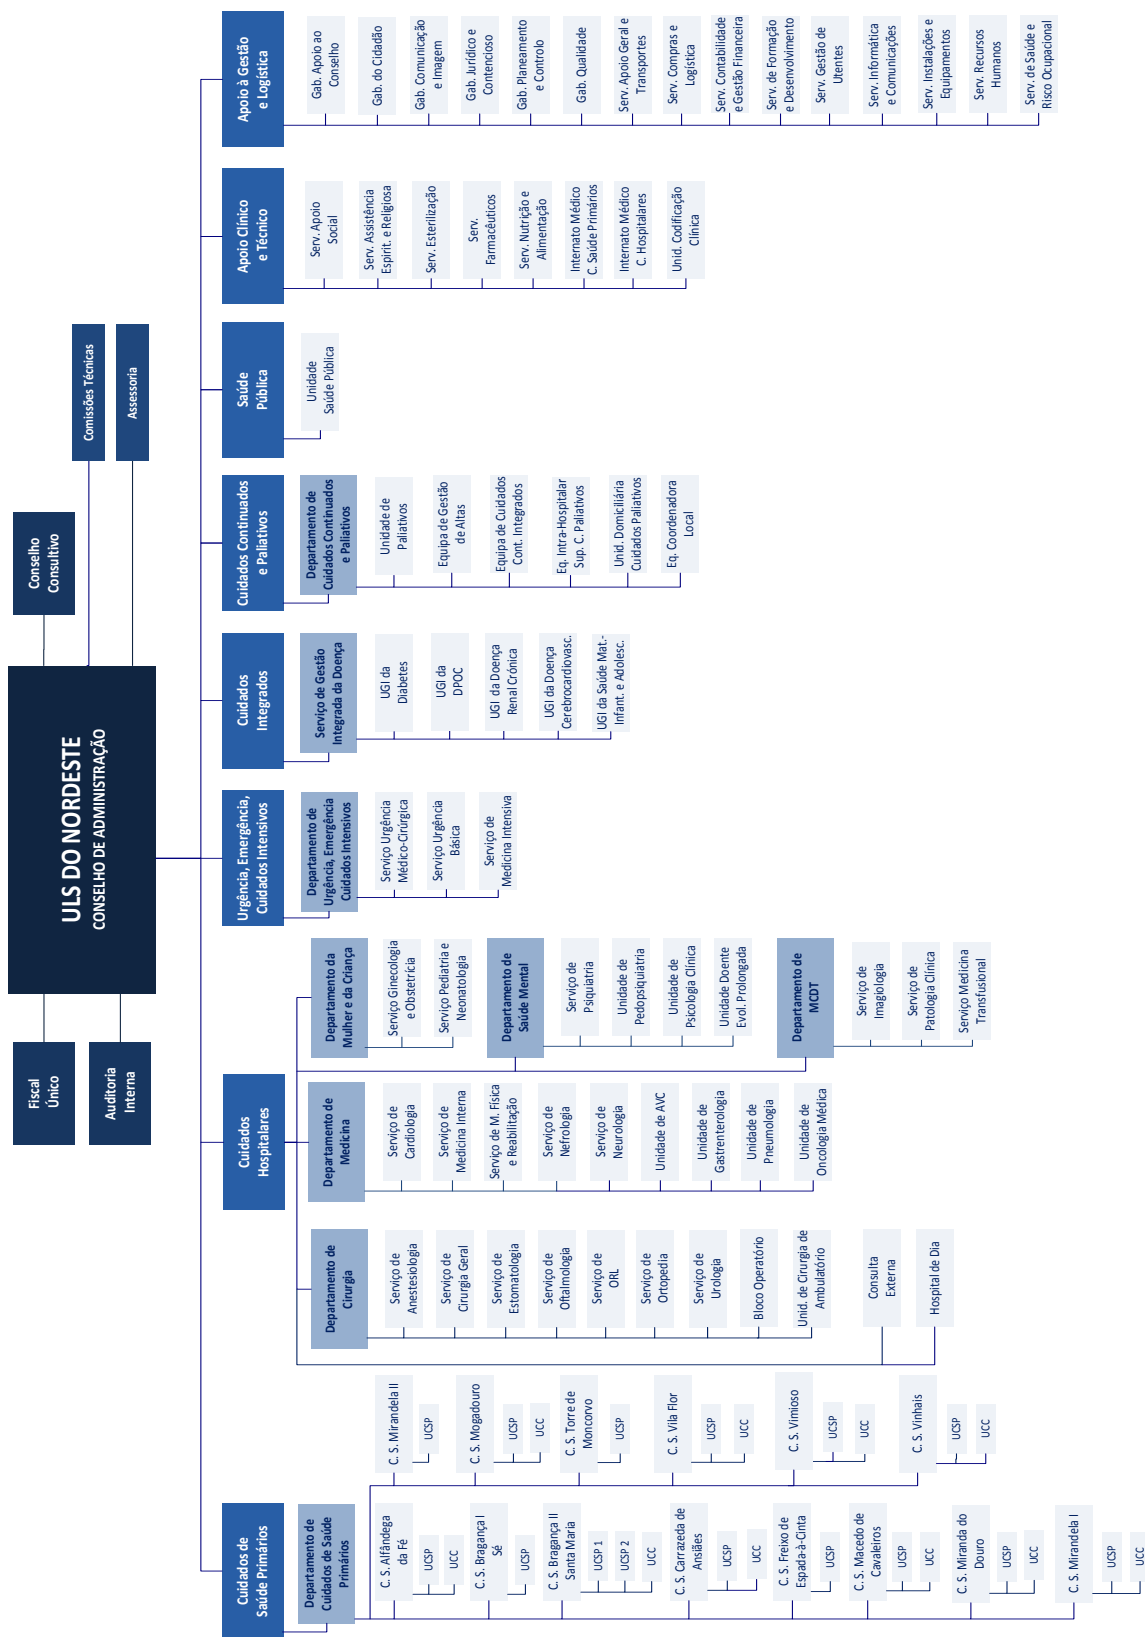 ULS DO NORDESTE
CONSELHO DE ADMINISTRAÇÃO
Fiscal
Único
Auditoria
Interna
Conselho
Consultivo
Comissões Técnicas
Assessoria
Cuidados de
Saúde Primários
Departamento de
Cuidados de Saúde
Primários
C. S. Alfândega
da Fé
UCSP
UCC
C. S. Bragança I
Sé
UCSP
C. S. Bragança II
Santa Maria
UCSP 1
UCSP 2
UCC
C. S. Carrazeda de
Ansiães
UCSP
UCC
C. S. Freixo de
Espada-à-Cinta
UCSP
C. S. Macedo de
Cavaleiros
UCSP
UCC
C. S. Miranda do
Douro
UCSP
UCC
C. S. Mirandela I
UCSP
UCC
C. S. Mirandela II
UCSP
C. S. Mogadouro
UCSP
UCC
C. S. Torre de
Moncorvo
UCSP
C. S. Vila Flor
UCSP
UCC
C. S. Vimioso
UCSP
UCC
C. S. Vinhais
UCSP
UCC
Cuidados
Hospitalares
Departamento de
Cirurgia
Serviço de
Anestesiologia
Serviço de
Cirurgia Geral
Serviço de
Estomatologia
Serviço de
Oftalmologia
Serviço de
ORL
Serviço de
Ortopedia
Serviço de
Urologia
Bloco Operatório
Unid. de Cirurgia de
Ambulatório
Consulta
Externa
Hospital de Dia
Departamento de
Medicina
Serviço de
Cardiologia
Serviço de
Medicina Interna
Serviço de M. Física
e Reabilitação
Serviço de
Nefrologia
Serviço de
Neurologia
Unidade de AVC
Unidade de
Gastrenterologia
Unidade de
Pneumologia
Unidade de
Oncologia Médica
Departamento da
Mulher e da Criança
Serviço Ginecologia
e Obstetrícia
Serviço Pediatria e
Neonatologia
Departamento de
Saúde Mental
Serviço de
Psiquiatria
Unidade de
Pedopsiquiatria
Unidade de
Psicologia Clínica
Unidade Doente
Evol. Prolongada
Departamento de
MCDT
Serviço de
Imagiologia
Serviço de
Patologia Clínica
Serviço Medicina
Transfusional
Urgência, Emergência,
Cuidados Intensivos
Departamento de
Urgência, Emergência
Cuidados Intensivos
Serviço Urgência
Médico-Cirúrgica
Serviço Urgência
Básica
Serviço de
Medicina Intensiva
Cuidados
Integrados
Serviço de Gestão
Integrada da Doença
UGI da
Diabetes
UGI da
DPOC
UGI da Doença
Renal Crónica
UGI da Doença
Cerebrocardiovasc.
UGI da Saúde Mat.-
Infant. e Adolesc.
Cuidados Continuados
e Paliativos
Departamento de
Cuidados Continuados
e Paliativos
Unidade de
Paliativos
Equipa de Gestão
de Altas
Equipa de Cuidados
Cont. Integrados
Eq. Intra-Hospitalar
Sup. C. Paliativos
Unid. Domiciliária
Cuidados Paliativos
Eq. Coordenadora
Local
Saúde
Pública
Unidade
Saúde Pública
Apoio Clínico
e Técnico
Serv. Apoio
Social
Serv. Assistência
Espirit. e Religiosa
Serv. Esterilização
Serv.
Farmacêuticos
Serv. Nutrição e
Alimentação
Internato Médico
C. Saúde Primários
Internato Médico
C. Hospitalares
Unid. Codificação
Clínica
Apoio à Gestão
e Logística
Gab. Apoio ao
Conselho
Gab. do Cidadão
Gab. Comunicação
e Imagem
Gab. Jurídico e
Contencioso
Gab. Planeamento
e Controlo
Gab. Qualidade
Serv. Apoio Geral e
Transportes
Serv. Compras e
Logística
Serv. Contabilidade
e Gestão Financeira
Serv. de Formação
e Desenvolvimento
Serv. Gestão de
Utentes
Serv. Informática
e Comunicações
Serv. Instalações e
Equipamentos
Serv. Recursos
Humanos
Serv. de Saúde e
Risco Ocupacional